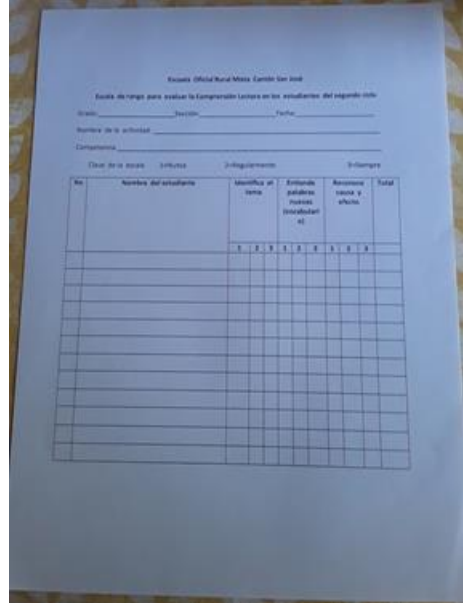 Escuela Oficial Rural Mixta Cantón San José
Escala de rango para evaluar la Comprensión Lectora en los estudiantes del segundo ciclo
Grado: Sección: Fecha:
Nombre de la actividad:
Competencia:
Clave de la escala 1=Nunca 2=Regularmente 3=Siempre
No Nombre del estudiante Identifica el Entiende Reconoce Total
tema palabras causa y
nuevas efecto
(vocabulari
o)
1 2 3 1 2 3 1 2 3